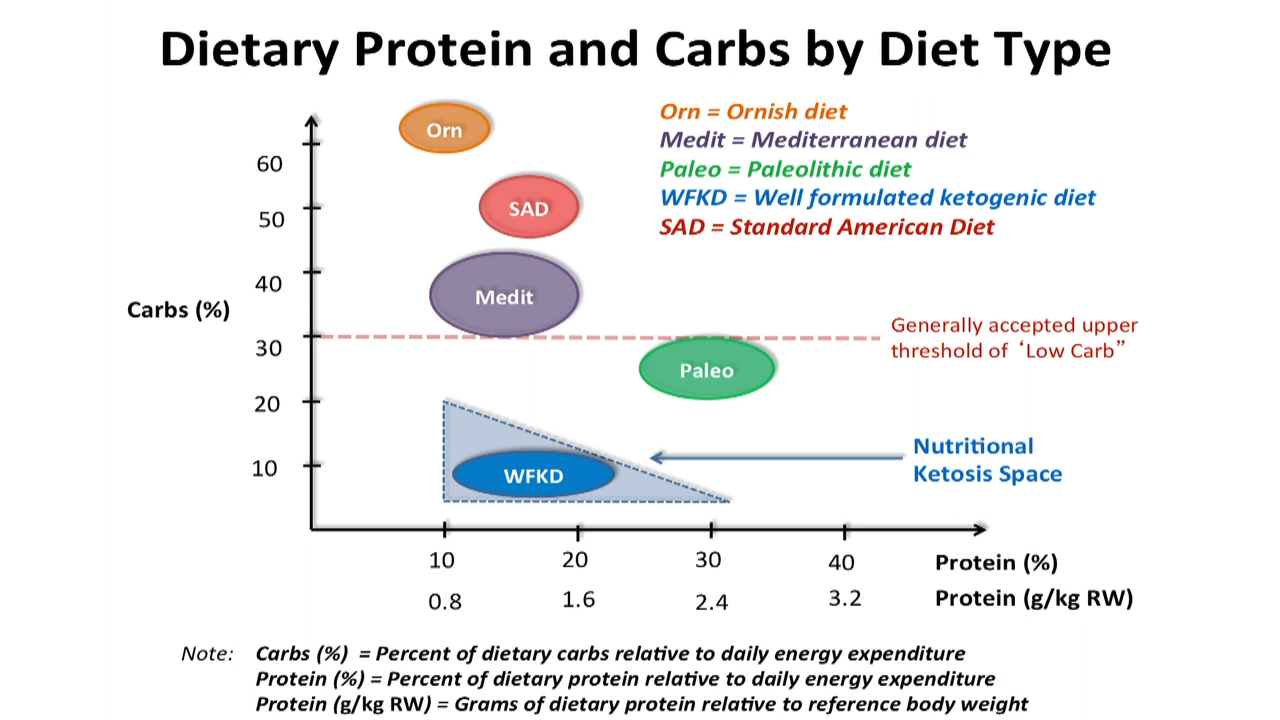 Dietary Protein and Carbs by Diet Type
Orn = Ornish diet
Medit = Mediterranean diet
Paleo = Paleolithic diet
WFKD = Well formulated ketogenic diet
SAD = Standard American Diet
Orn
SAD
Medit
Paleo
WFKD
60
50
40
30
20
10
Carbs (%)
Generally accepted upper
threshold of ‘Low Carb”
Nutritional
Ketosis Space
10 20 30 40 Protein (%)
0.8 1.6 2.4 3.2 Protein (g/kg RW)
Note: Carbs (%) = Percent of dietary carbs relative to daily energy expenditure
Protein (%) = Percent of dietary protein relative to daily energy expenditure
Protein (g/kg RW) = Grams of dietary protein relative to reference body weight